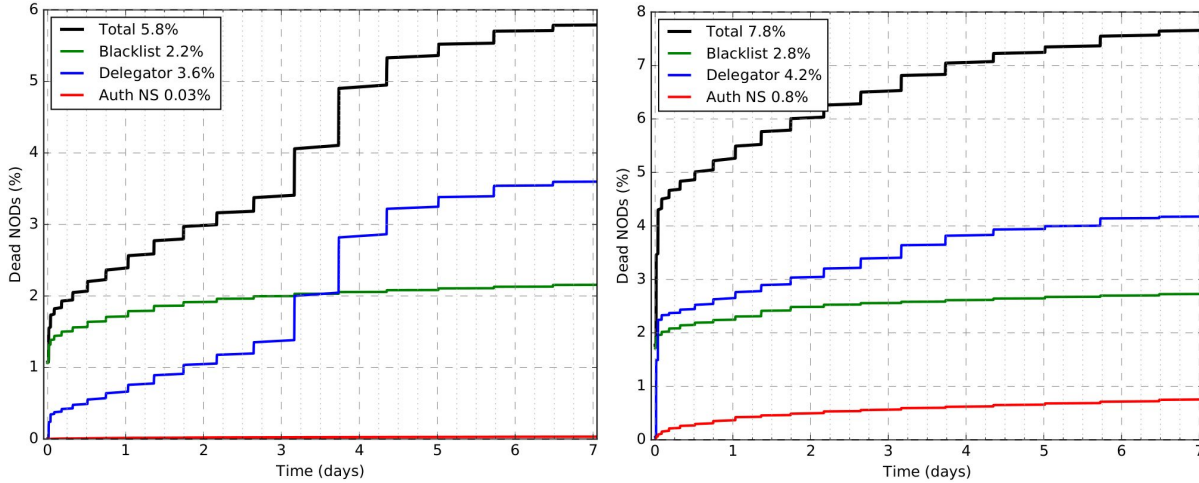 6
5
4
3
2
1
0
Dead NODs (%)
Total 5.8%
Blacklist 2.2%
Delegator 3.6%
Auth NS 0.03%
0 1 2 3 4 5 6 7
Time (days)
8
7
6
5
4
3
2
1
0
Dead NODs (%)
Total 7.8%
Blacklist 2.8%
Delegator 4.2%
Auth NS 0.8%
0 1 2 3 4 5 6 7
Time (days)